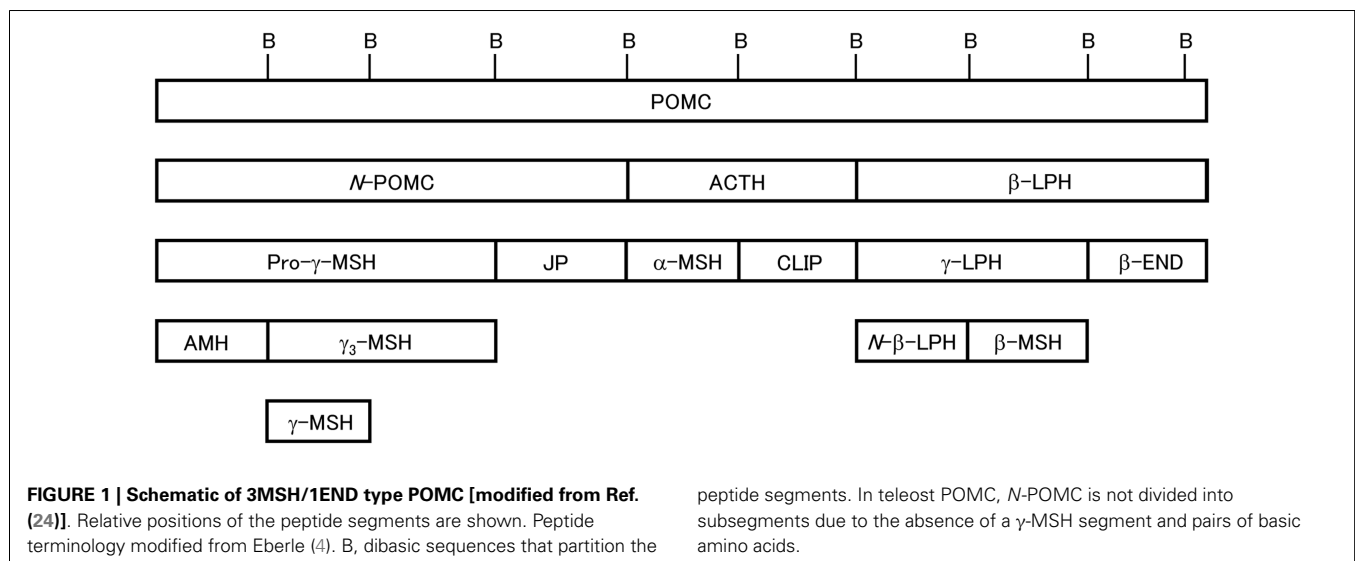 B B B B B B B B B
POMC
N-POMC ACTH β-LPH
Pro-γ-MSH JP α-MSH CLIP γ-LPH β-END
AMH γ₃-MSH N-β-LPH β-MSH
γ-MSH
FIGURE 1 | Schematic of 3MSH/1END type POMC [modified from Ref.
(24)]. Relative positions of the peptide segments are shown. Peptide
terminology modified from Eberle (4). B, dibasic sequences that partition the
peptide segments. In teleost POMC, N-POMC is not divided into
subsegments due to the absence of a γ-MSH segment and pairs of basic
amino acids.